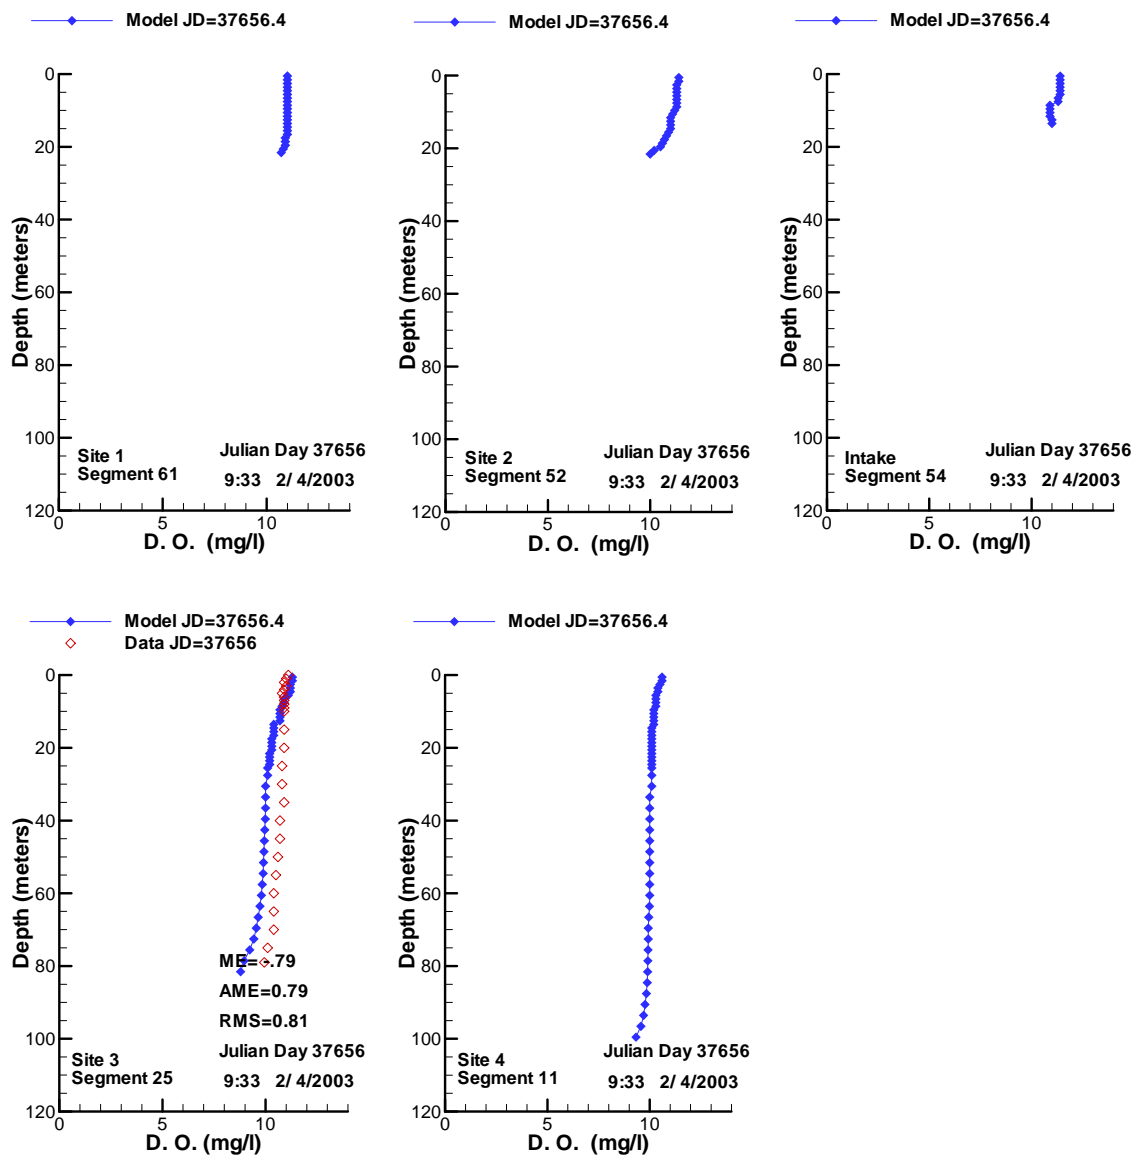 Model JD=37656.4
0
20
40
60
80
100
120
Depth (meters)
Site 1
Segment 61
Julian Day 37656
9:33 2/ 4/2003
0 5 10
D. O. (mg/l)
Model JD=37656.4
0
20
40
60
80
100
120
Depth (meters)
Site 2
Segment 52
Julian Day 37656
9:33 2/ 4/2003
0 5 10
D. O. (mg/l)
Model JD=37656.4
0
20
40
60
80
100
120
Depth (meters)
Intake
Segment 54
Julian Day 37656
9:33 2/ 4/2003
0 5 10
D. O. (mg/l)
Model JD=37656.4
Data JD=37656
0
20
40
60
80
100
120
Depth (meters)
ME=-.79
AME=0.79
RMS=0.81
Site 3
Segment 25
Julian Day 37656
9:33 2/ 4/2003
0 5 10
D. O. (mg/l)
Model JD=37656.4
0
20
40
60
80
100
120
Depth (meters)
Site 4
Segment 11
Julian Day 37656
9:33 2/ 4/2003
0 5 10
D. O. (mg/l)